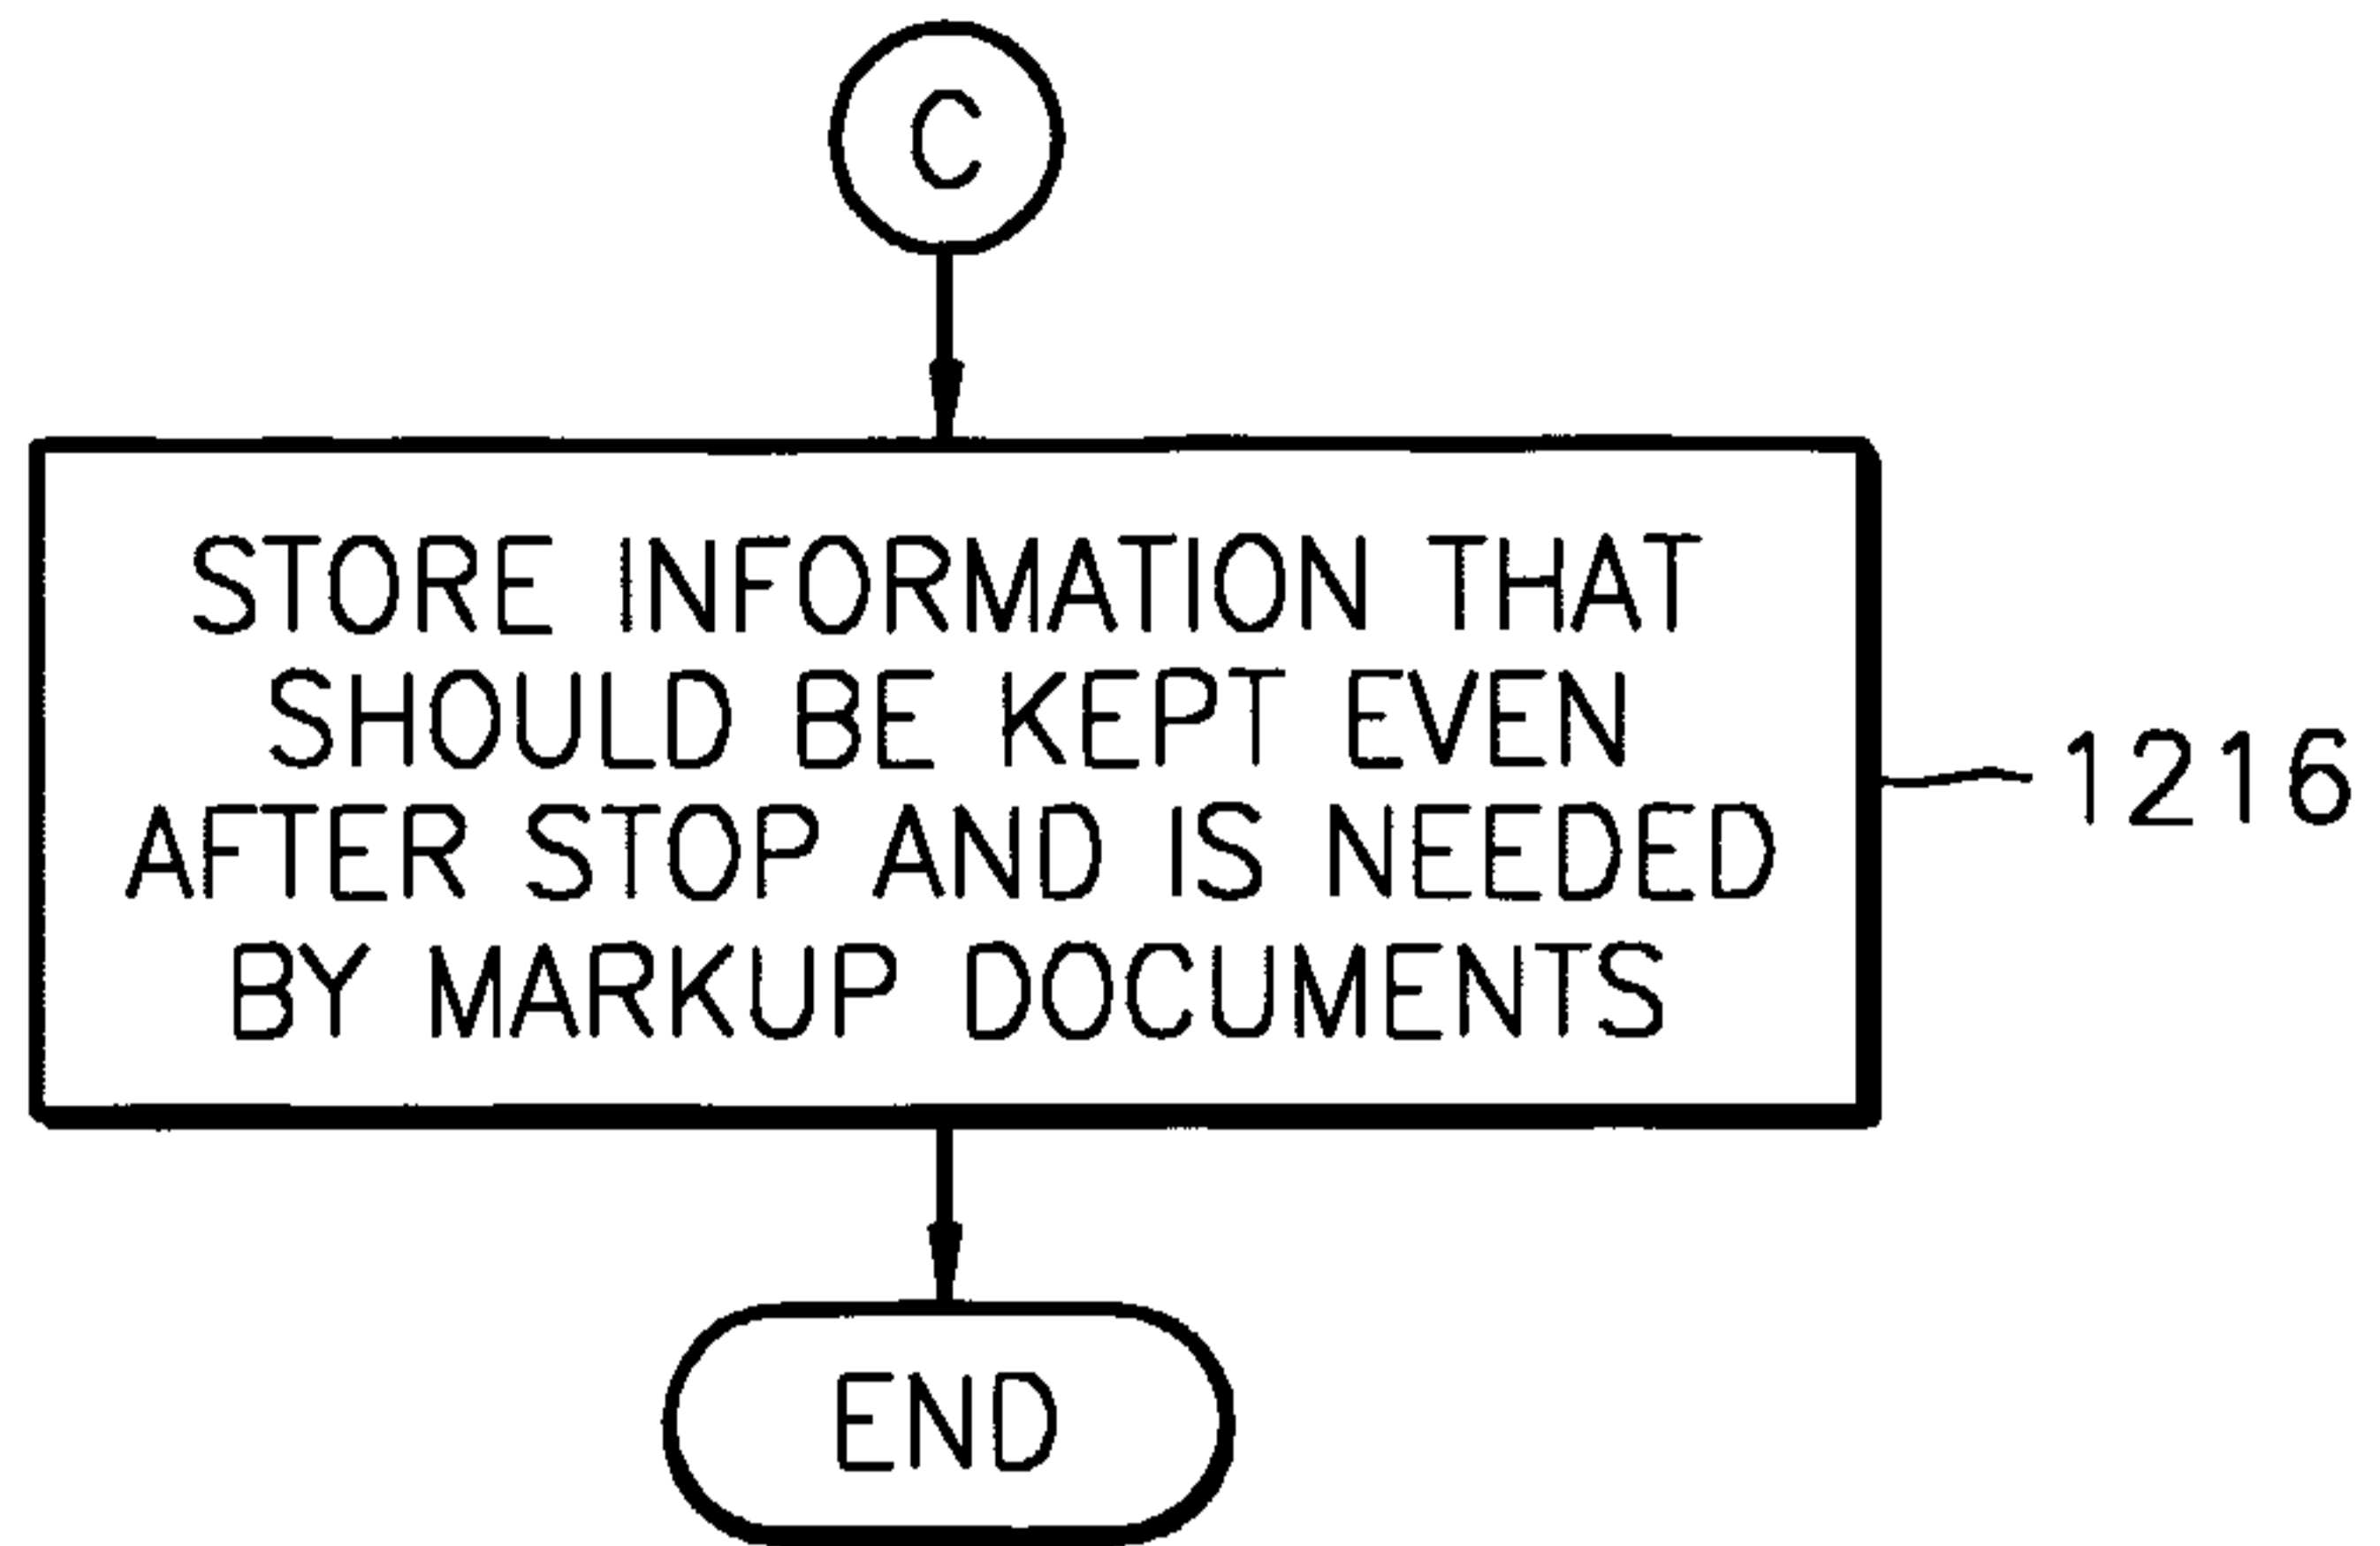 C
STORE INFORMATION THAT
SHOULD BE KEPT EVEN
AFTER STOP AND IS NEEDED
BY MARKUP DOCUMENTS
1216
END